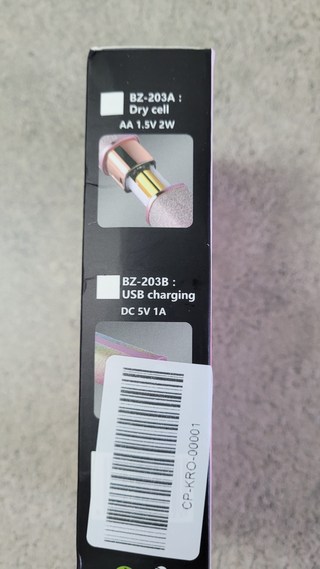 BZ-203A :
Dry cell
AA 1.5V 2W
BZ-203B :
USB charging
DC 5V 1A
CP-KRO-00001